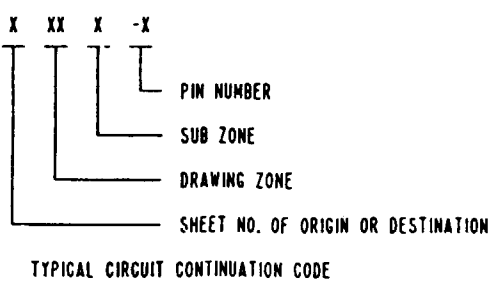 X XX X -X
PIN NUMBER
SUB ZONE
DRAWING ZONE
SHEET NO. OF ORIGIN OR DESTINATION
TYPICAL CIRCUIT CONTINUATION CODE